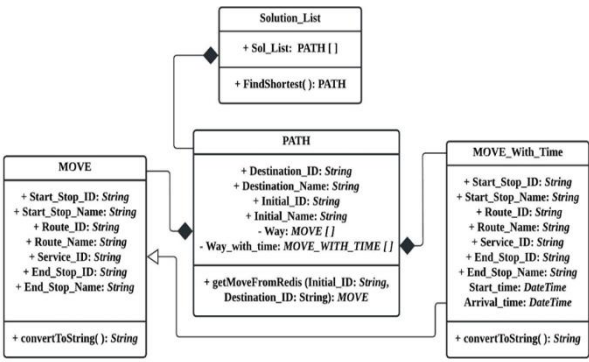 Solution_List
+ Sol_List: PATH [ ]
+ FindShortest( ): PATH
PATH
+ Destination_ID: String
+ Destination_Name: String
+ Initial_ID: String
+ Initial_Name: String
- Way: MOVE [ ]
- Way_with_time: MOVE_WITH_TIME [ ]
+ getMoveFromRedis (Initial_ID: String,
Destination_ID: String): MOVE
MOVE
+ Start_Stop_ID: String
+ Start_Stop_Name: String
+ Route_ID: String
+ Route_Name: String
+ Service_ID: String
+ End_Stop_ID: String
+ End_Stop_Name: String
+ convertToString( ): String
MOVE_With_Time
+ Start_Stop_ID: String
+ Start_Stop_Name: String
+ Route_ID: String
+ Route_Name: String
+ Service_ID: String
+ End_Stop_ID: String
+ End_Stop_Name: String
Start_time: DateTime
Arrival_time: DateTime
+ convertToString( ): String